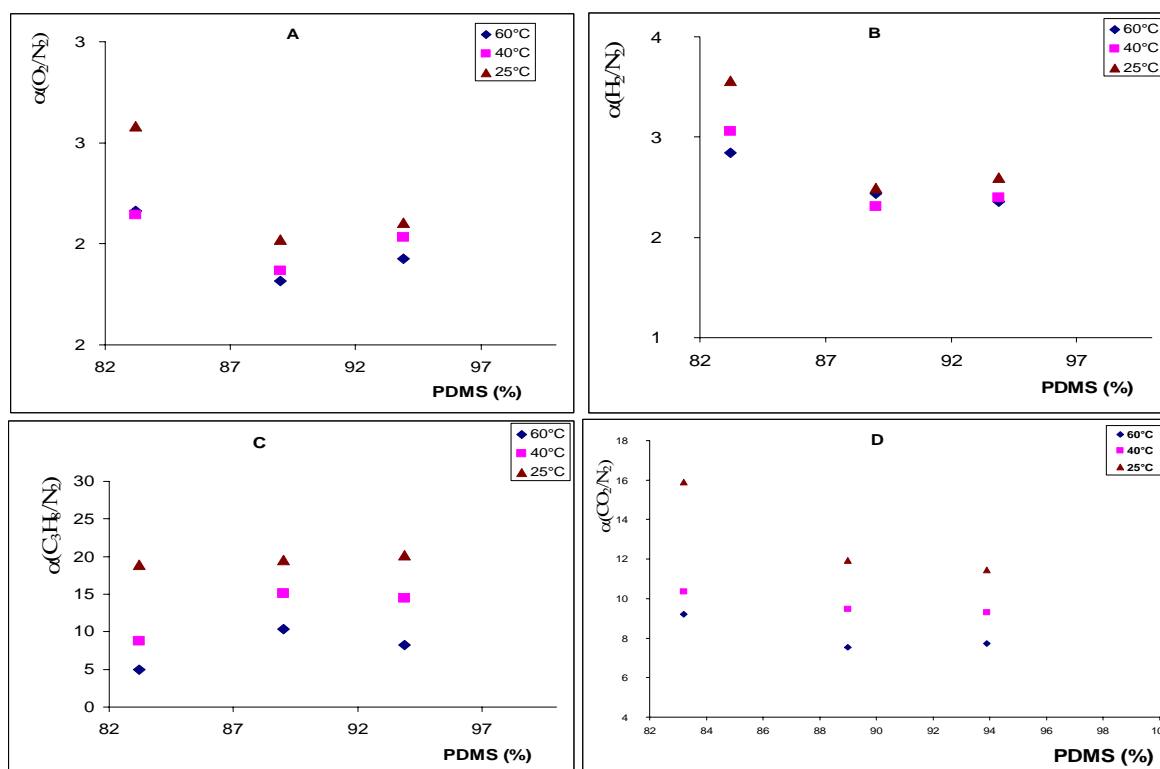 A
60°C
40°C
25°C
α(O2/N2)
3
3
2
2
82 87 92 97
PDMS (%)
B
60°C
40°C
25°C
α(H2/N2)
4
3
2
1
82 87 92 97
PDMS (%)
C
60°C
40°C
25°C
α(C3H8/N2)
30
25
20
15
10
5
0
82 87 92 97
PDMS (%)
D
60°C
40°C
25°C
α(CO2/N2)
18
16
14
12
10
8
6
4
82 84 86 88 90 92 94 96 98 10
PDMS (%)